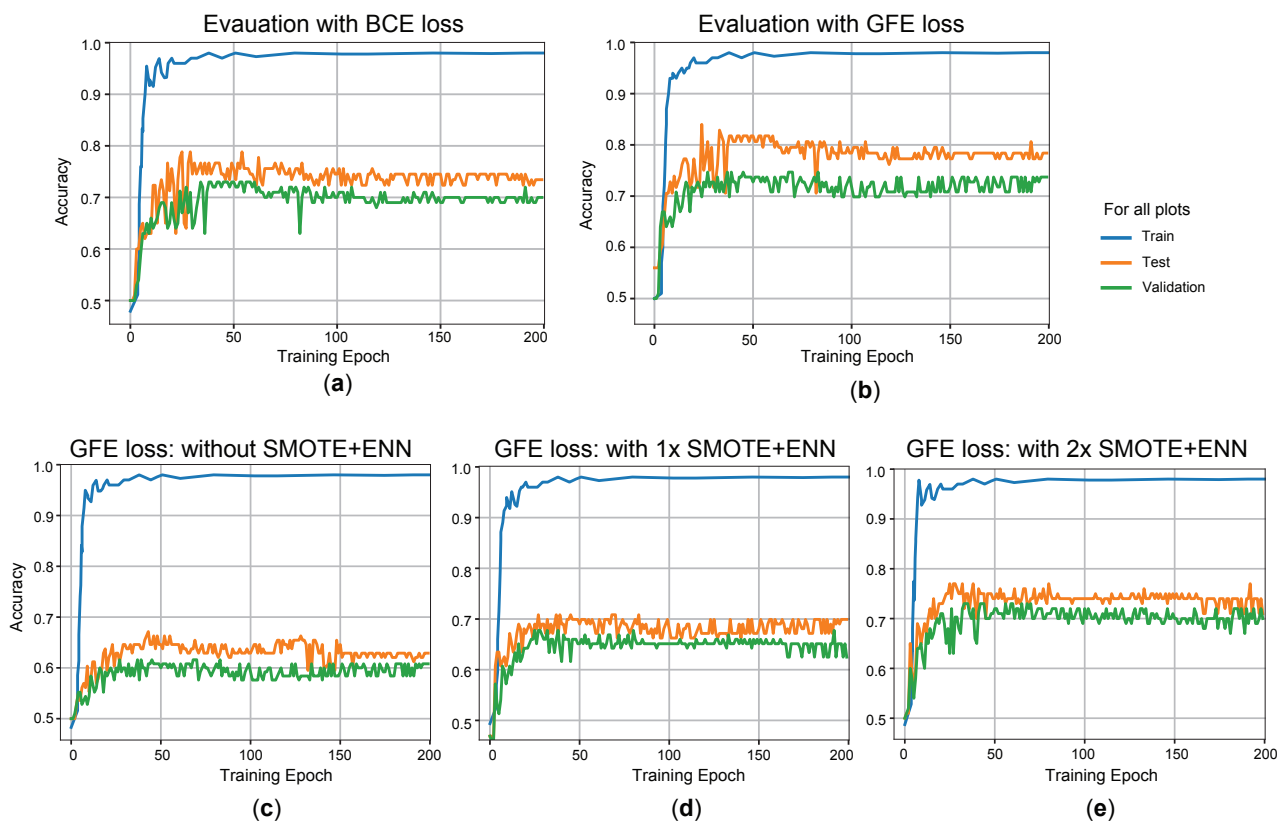 Evauation with BCE loss
Evaluation with GFE loss
1.0
0.9
0.8
0.7
0.6
0.5
Accuracy
0
50
100
150
200
Training Epoch
(a)
1.0
0.9
0.8
0.7
0.6
0.5
Accuracy
0
50
100
150
200
Training Epoch
(b)
For all plots
Train
Test
Validation
GFE loss: without SMOTE+ENN
GFE loss: with 1x SMOTE+ENN
GFE loss: with 2x SMOTE+ENN
1.0
0.9
0.8
0.7
0.6
0.5
Accuracy
0
50
100
150
200
Training Epoch
(c)
1.0
0.9
0.8
0.7
0.6
0.5
0
50
100
150
200
Training Epoch
(d)
1.0
0.9
0.8
0.7
0.6
0.5
0
50
100
150
200
Training Epoch
(e)